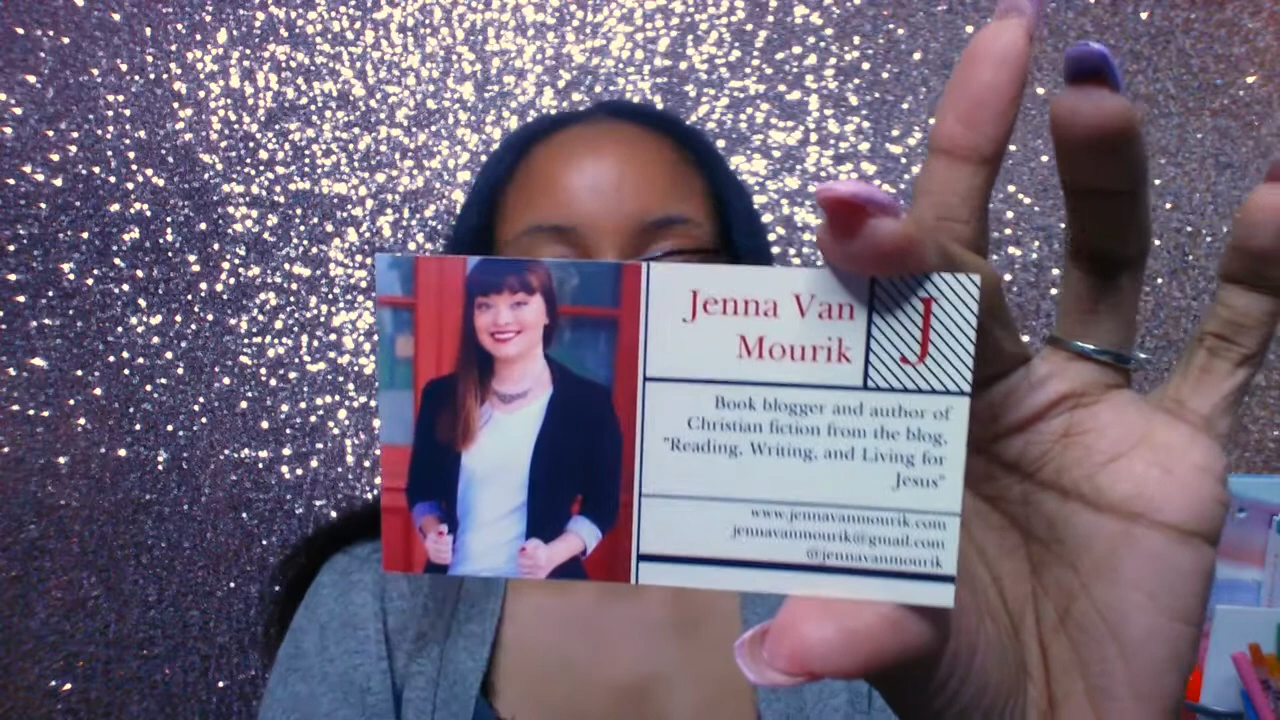 Jenna Van
Mourik
J
Book blogger and author of
Christian fiction from the blog,
"Reading, Writing, and Living for
Jesus"
www.jennavanmourik.com
jennavanmourik@gmail.com
@jennavanmourik